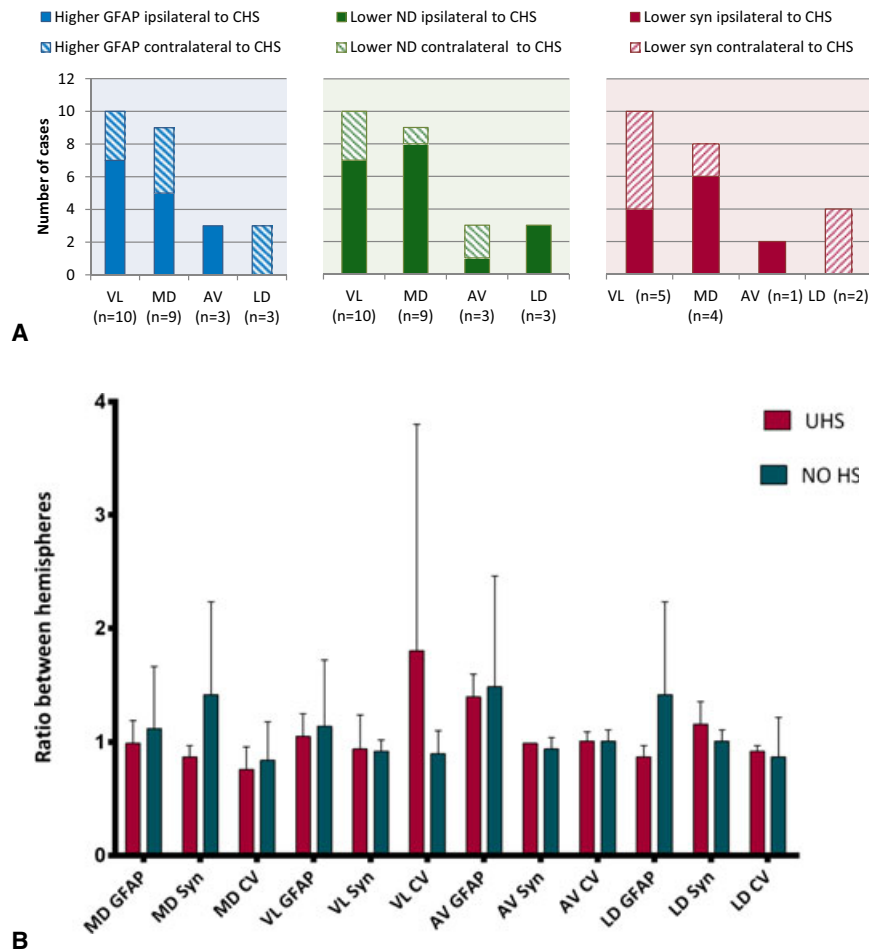 Higher GFAP ipsilateral to CHS
Higher GFAP contralateral to CHS
Lower ND ipsilateral to CHS
Lower ND contralateral to CHS
Lower syn ipsilateral to CHS
Lower syn contralateral to CHS
Number of cases
12
10
8
6
4
2
0
VL
(n=10)
MD
(n=9)
AV
(n=3)
LD
(n=3)
VL
(n=10)
MD
(n=9)
AV
(n=3)
LD
(n=3)
VL (n=5)
MD
(n=4)
AV (n=1)
LD (n=2)
A
Ratio between hemispheres
4
3
2
1
0
UHS
NO HS
MD GFAP
MD Syn
MD CV
VL GFAP
VL Syn
VL CV
AV GFAP
AV Syn
AV CV
LD GFAP
LD Syn
LD CV
B